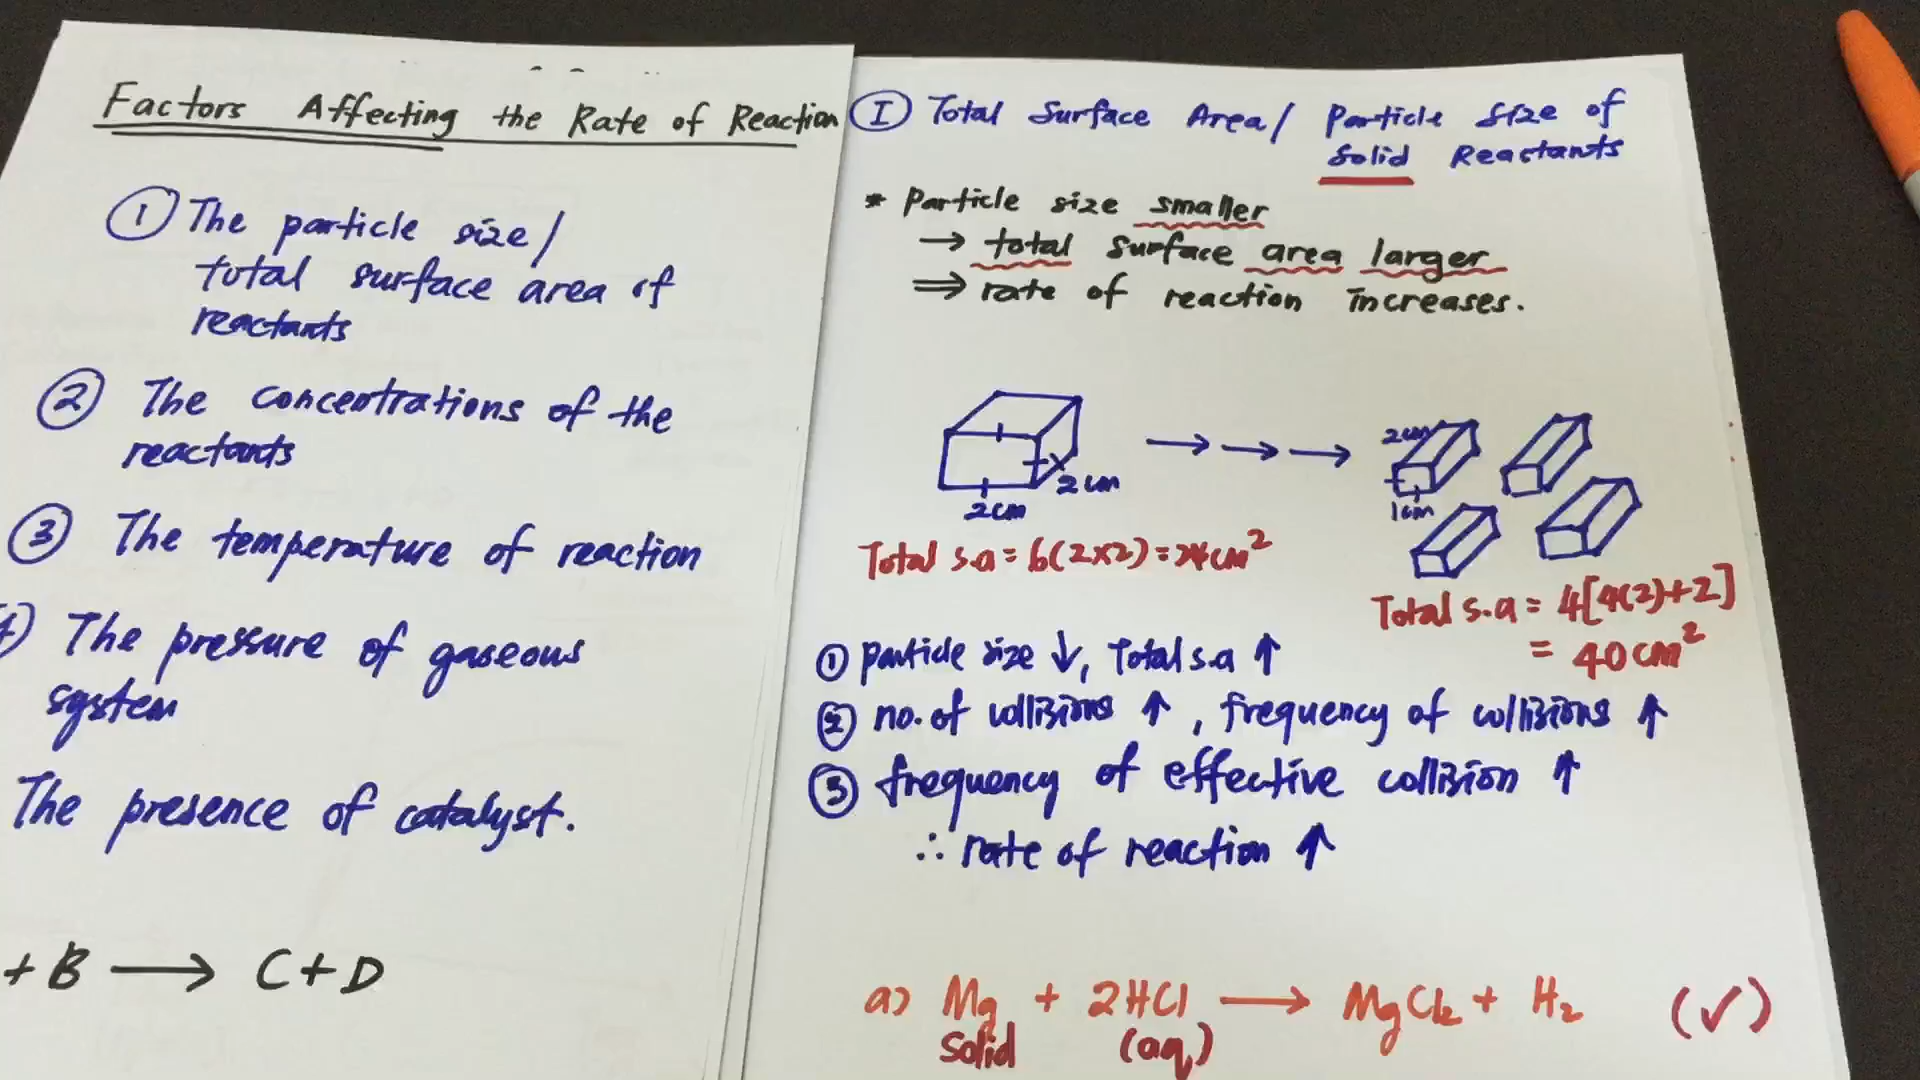 Factors Affecting the Rate of Reaction
① The particle size/
total surface area of
reactants
② The concentrations of the
reactants
③ The temperature of reaction
The pressure of gaseous
system
The presence of catalyst.
+ B → C + D
Ⓘ Total Surface Area/ Particle Size of
Solid Reactants
* Particle size smaller
→ total surface area larger
⇒ rate of reaction increases.
2cm
2cm
→ → →
2cm
1cm
Total s.a = 6(2×2) = 24cm²
Total s.a = 4[4(2)+2]
= 40cm²
① particle size ↓, Total s.a ↑
② no. of collisions ↑, frequency of collisions ↑
③ frequency of effective collision ↑
∴ rate of reaction ↑
a) Mg + 2HCl → MgCl₂ + H₂ (✓)
Solid (aq)